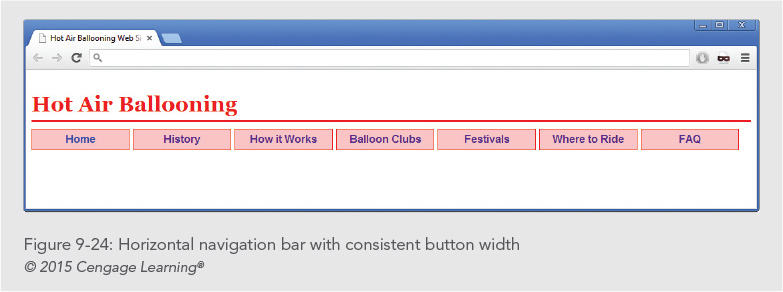 Hot Air Ballooning Web Si
Hot Air Ballooning
Home History How it Works Balloon Clubs Festivals Where to Ride FAQ
Figure 9-24: Horizontal navigation bar with consistent button width
© 2015 Cengage Learning®